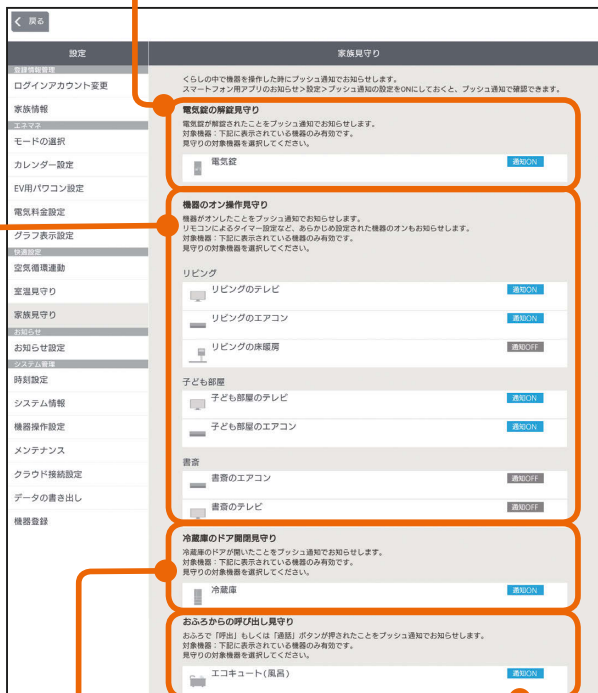 戻る
設定
家族見守り
登録情報管理
ログインアカウント変更
家族情報
エネマネ
モードの選択
カレンダー設定
EV用パワコン設定
電気料金設定
グラフ表示設定
快適設定
空気循環連動
室温見守り
家族見守り
お知らせ
お知らせ設定
システム管理
時刻設定
システム情報
機器操作設定
メンテナンス
クラウド接続設定
データの書き出し
機器登録
くらしの中で機器を操作した時にプッシュ通知でお知らせします。
スマートフォン用アプリのお知らせ＞設定＞プッシュ通知の設定をONにしておくと、プッシュ通知で確認できます。
電気錠の解錠見守り
電気錠が解錠されたことをプッシュ通知でお知らせします。
対象機器：下記に表示されている機器のみ有効です。
見守りの対象機器を選択してください。
電気錠 通知ON
機器のオン操作見守り
機器がオンしたことをプッシュ通知でお知らせします。
リモコンによるタイマー設定など、あらかじめ設定された機器のオンもお知らせします。
対象機器：下記に表示されている機器のみ有効です。
見守りの対象機器を選択してください。
リビング
リビングのテレビ 通知ON
リビングのエアコン 通知ON
リビングの床暖房 通知OFF
子ども部屋
子ども部屋のテレビ 通知ON
子ども部屋のエアコン 通知ON
書斎
書斎のエアコン 通知OFF
書斎のテレビ 通知OFF
冷蔵庫のドア開閉見守り
冷蔵庫のドアが開いたことをプッシュ通知でお知らせします。
対象機器：下記に表示されている機器のみ有効です。
見守りの対象機器を選択してください。
冷蔵庫 通知ON
おふろからの呼び出し見守り
おふろで「呼出」もしくは「通話」ボタンが押されたことをプッシュ通知でお知らせします。
対象機器：下記に表示されている機器のみ有効です。
見守りの対象機器を選択してください。
エコキュート(風呂) 通知ON